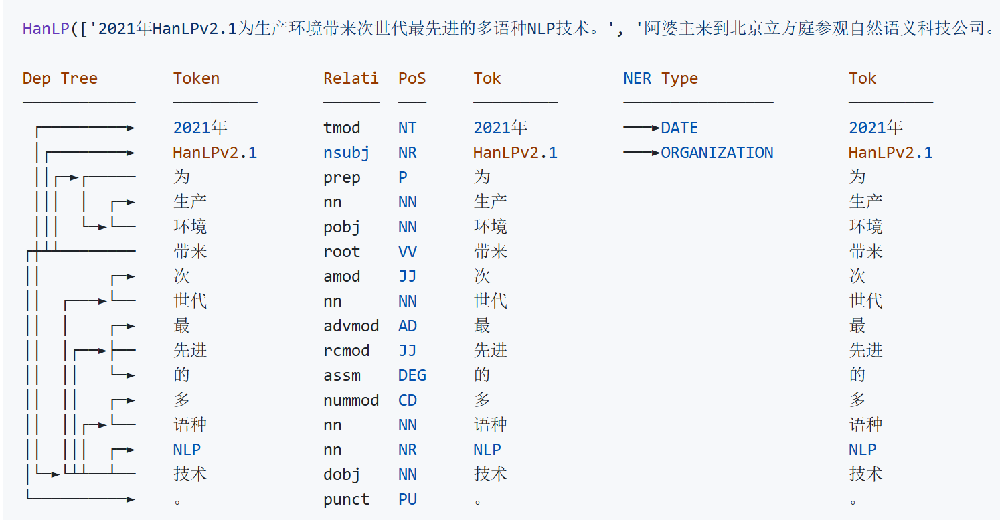 HanLP(['2021年HanLPv2.1为生产环境带来次世代最先进的多语种NLP技术。', '阿婆主来到北京立方庭参观自然语义科技公司。
Dep Tree Token Relati PoS Tok NER Type Tok
2021年 tmod NT 2021年 DATE 2021年
HanLPv2.1 nsubj NR HanLPv2.1 ORGANIZATION HanLPv2.1
为 prep P 为 为
生产 nn NN 生产 生产
环境 pobj NN 环境 环境
带来 root VV 带来 带来
次 amod JJ 次 次
世代 nn NN 世代 世代
最 advmod AD 最 最
先进 rcmod JJ 先进 先进
的 assm DEG 的 的
多 nummod CD 多 多
语种 nn NN 语种 语种
NLP nn NR NLP NLP
技术 dobj NN 技术 技术
。 punct PU 。 。